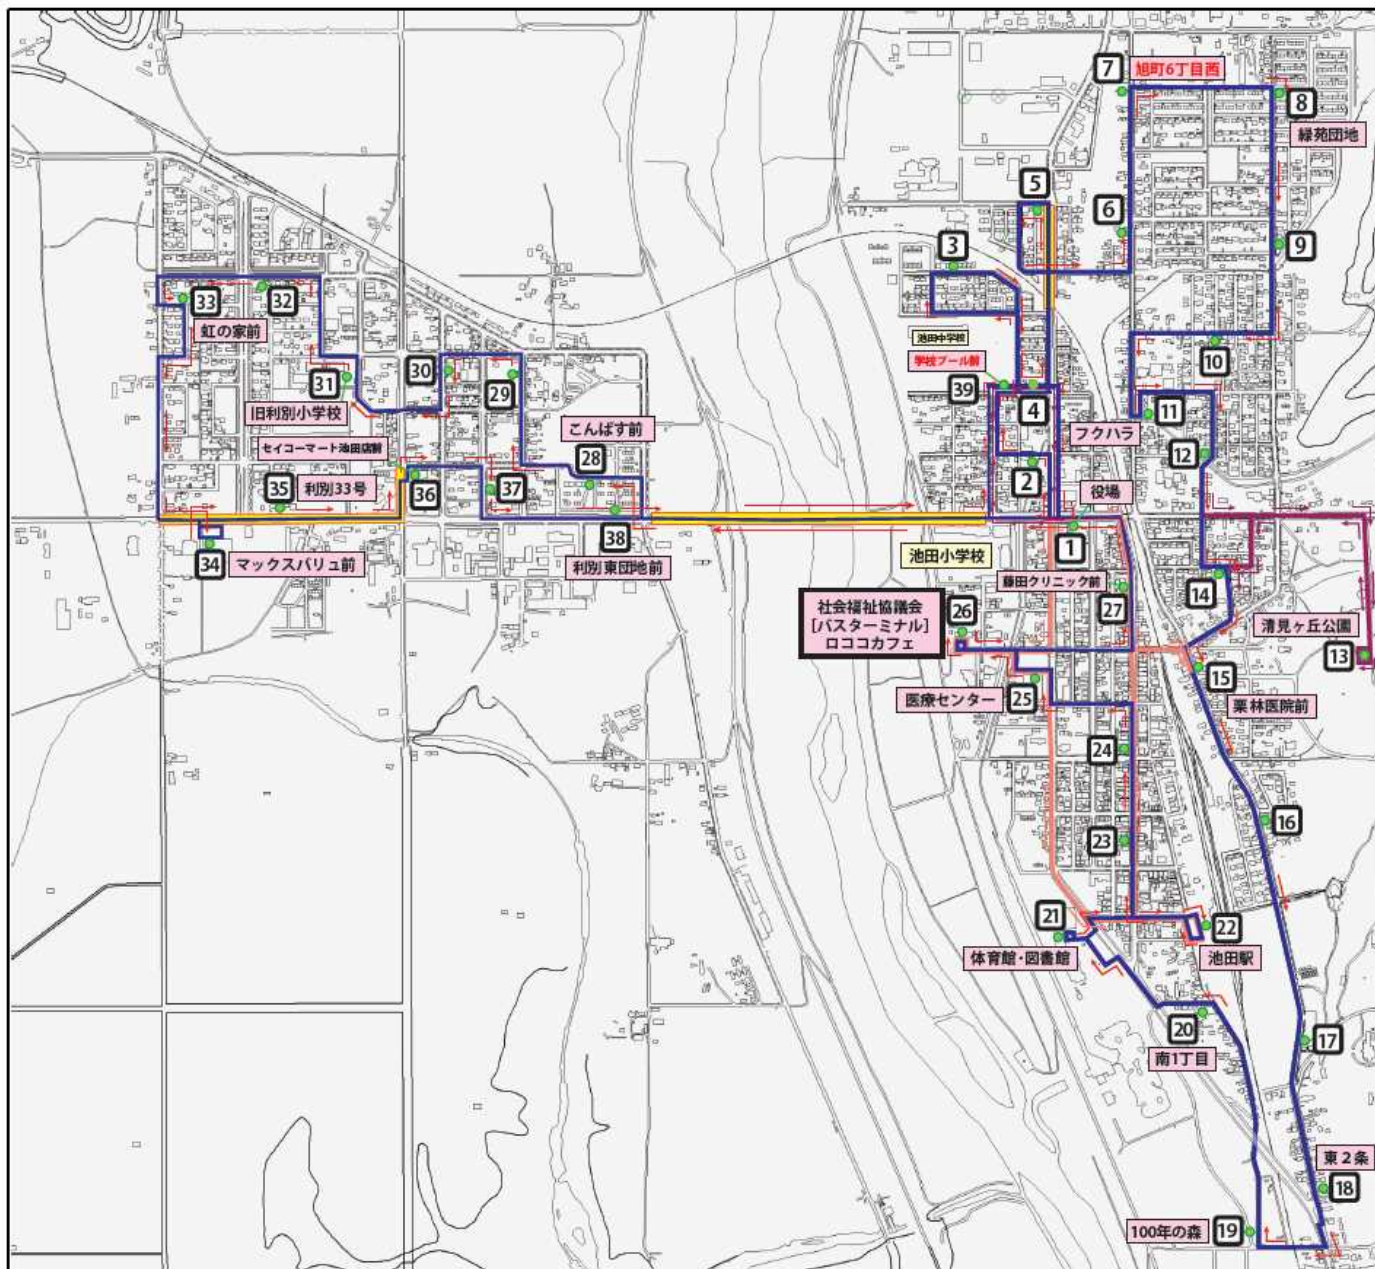 7
旭町6丁目西
8
緑苑団地
5
6
3
9
33
32
虹の家前
池田中学校
10
学校プール前
30
31
29
39
4
11
旧利別小学校
こんぱす前
フクハラ
セイコーマート池田店前
28
12
35
利別33号
36
37
2
役場
38
1
34
マックスバリュ前
利別東団地前
池田小学校
藤田クリニック前
14
27
社会福祉協議会
[バスターミナル]
ロココカフェ
26
清見ヶ丘公園
13
15
医療センター
25
栗林医院前
24
16
23
21
22
体育館・図書館
池田駅
20
17
南1丁目
東2条
18
100年の森
19